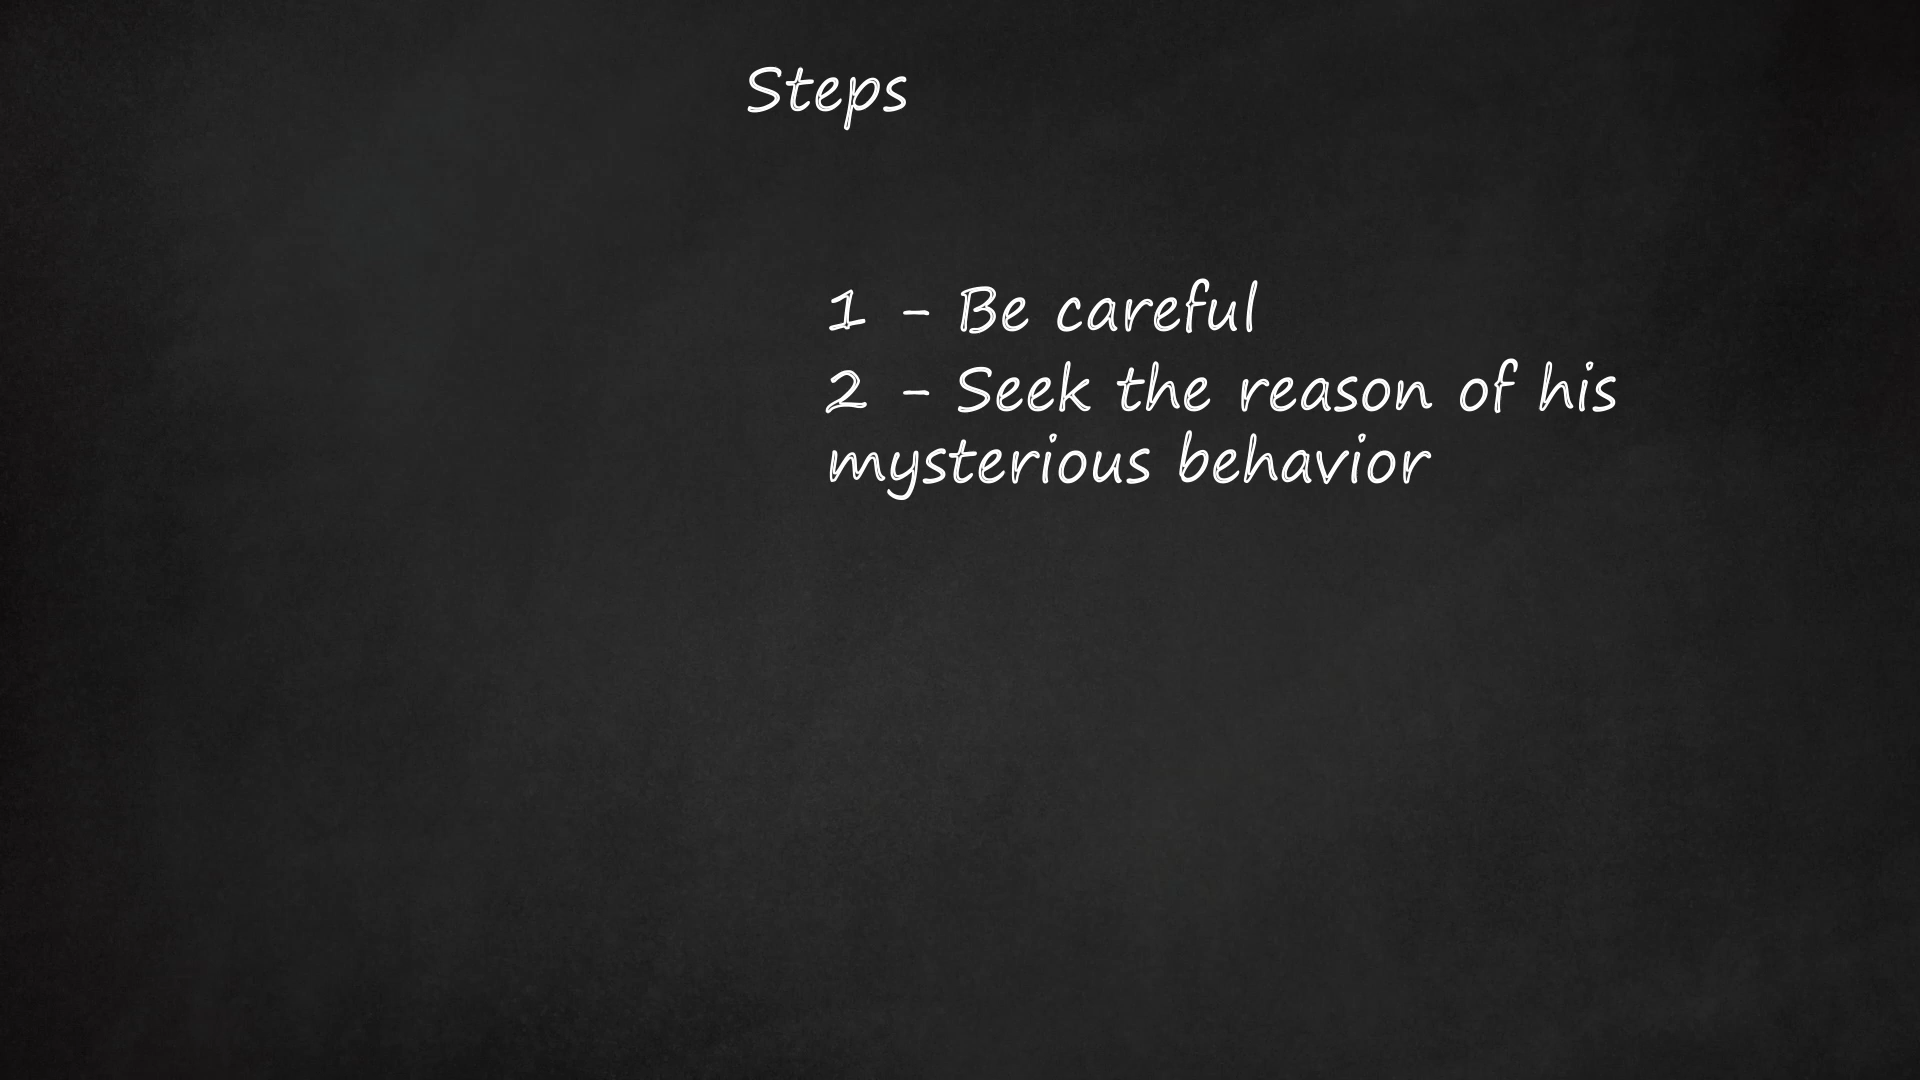 Steps
1 - Be careful
2 - Seek the reason of his
mysterious behavior